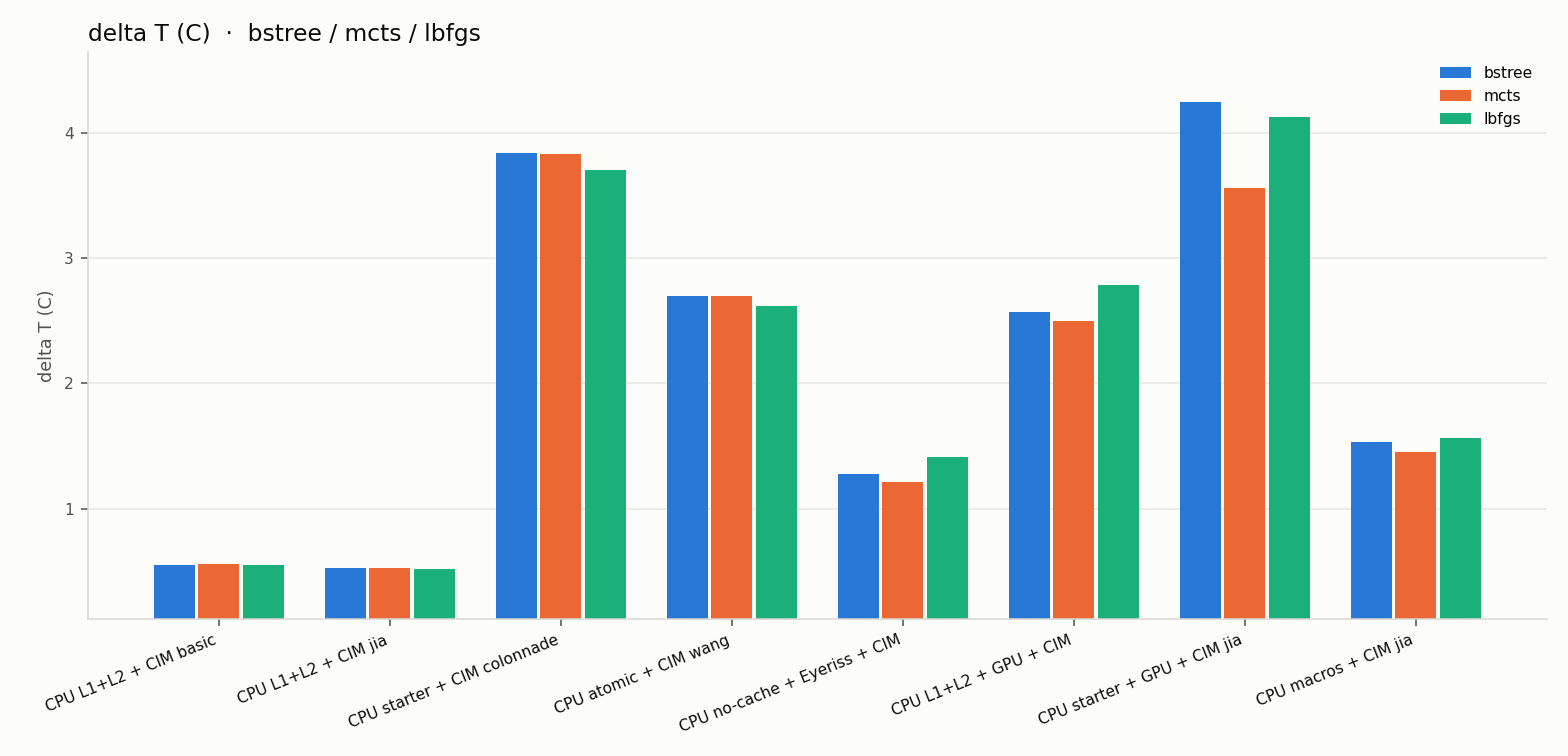 delta T (C)  ·  bstree / mcts / lbfgs
bstree
mcts
lbfgs
delta T (C)
4
3
2
1
CPU L1+L2 + CIM basic
CPU L1+L2 + CIM jia
CPU starter + CIM colonnade
CPU atomic + CIM wang
CPU no-cache + Eyeriss + CIM
CPU L1+L2 + GPU + CIM
CPU starter + GPU + CIM jia
CPU macros + CIM jia